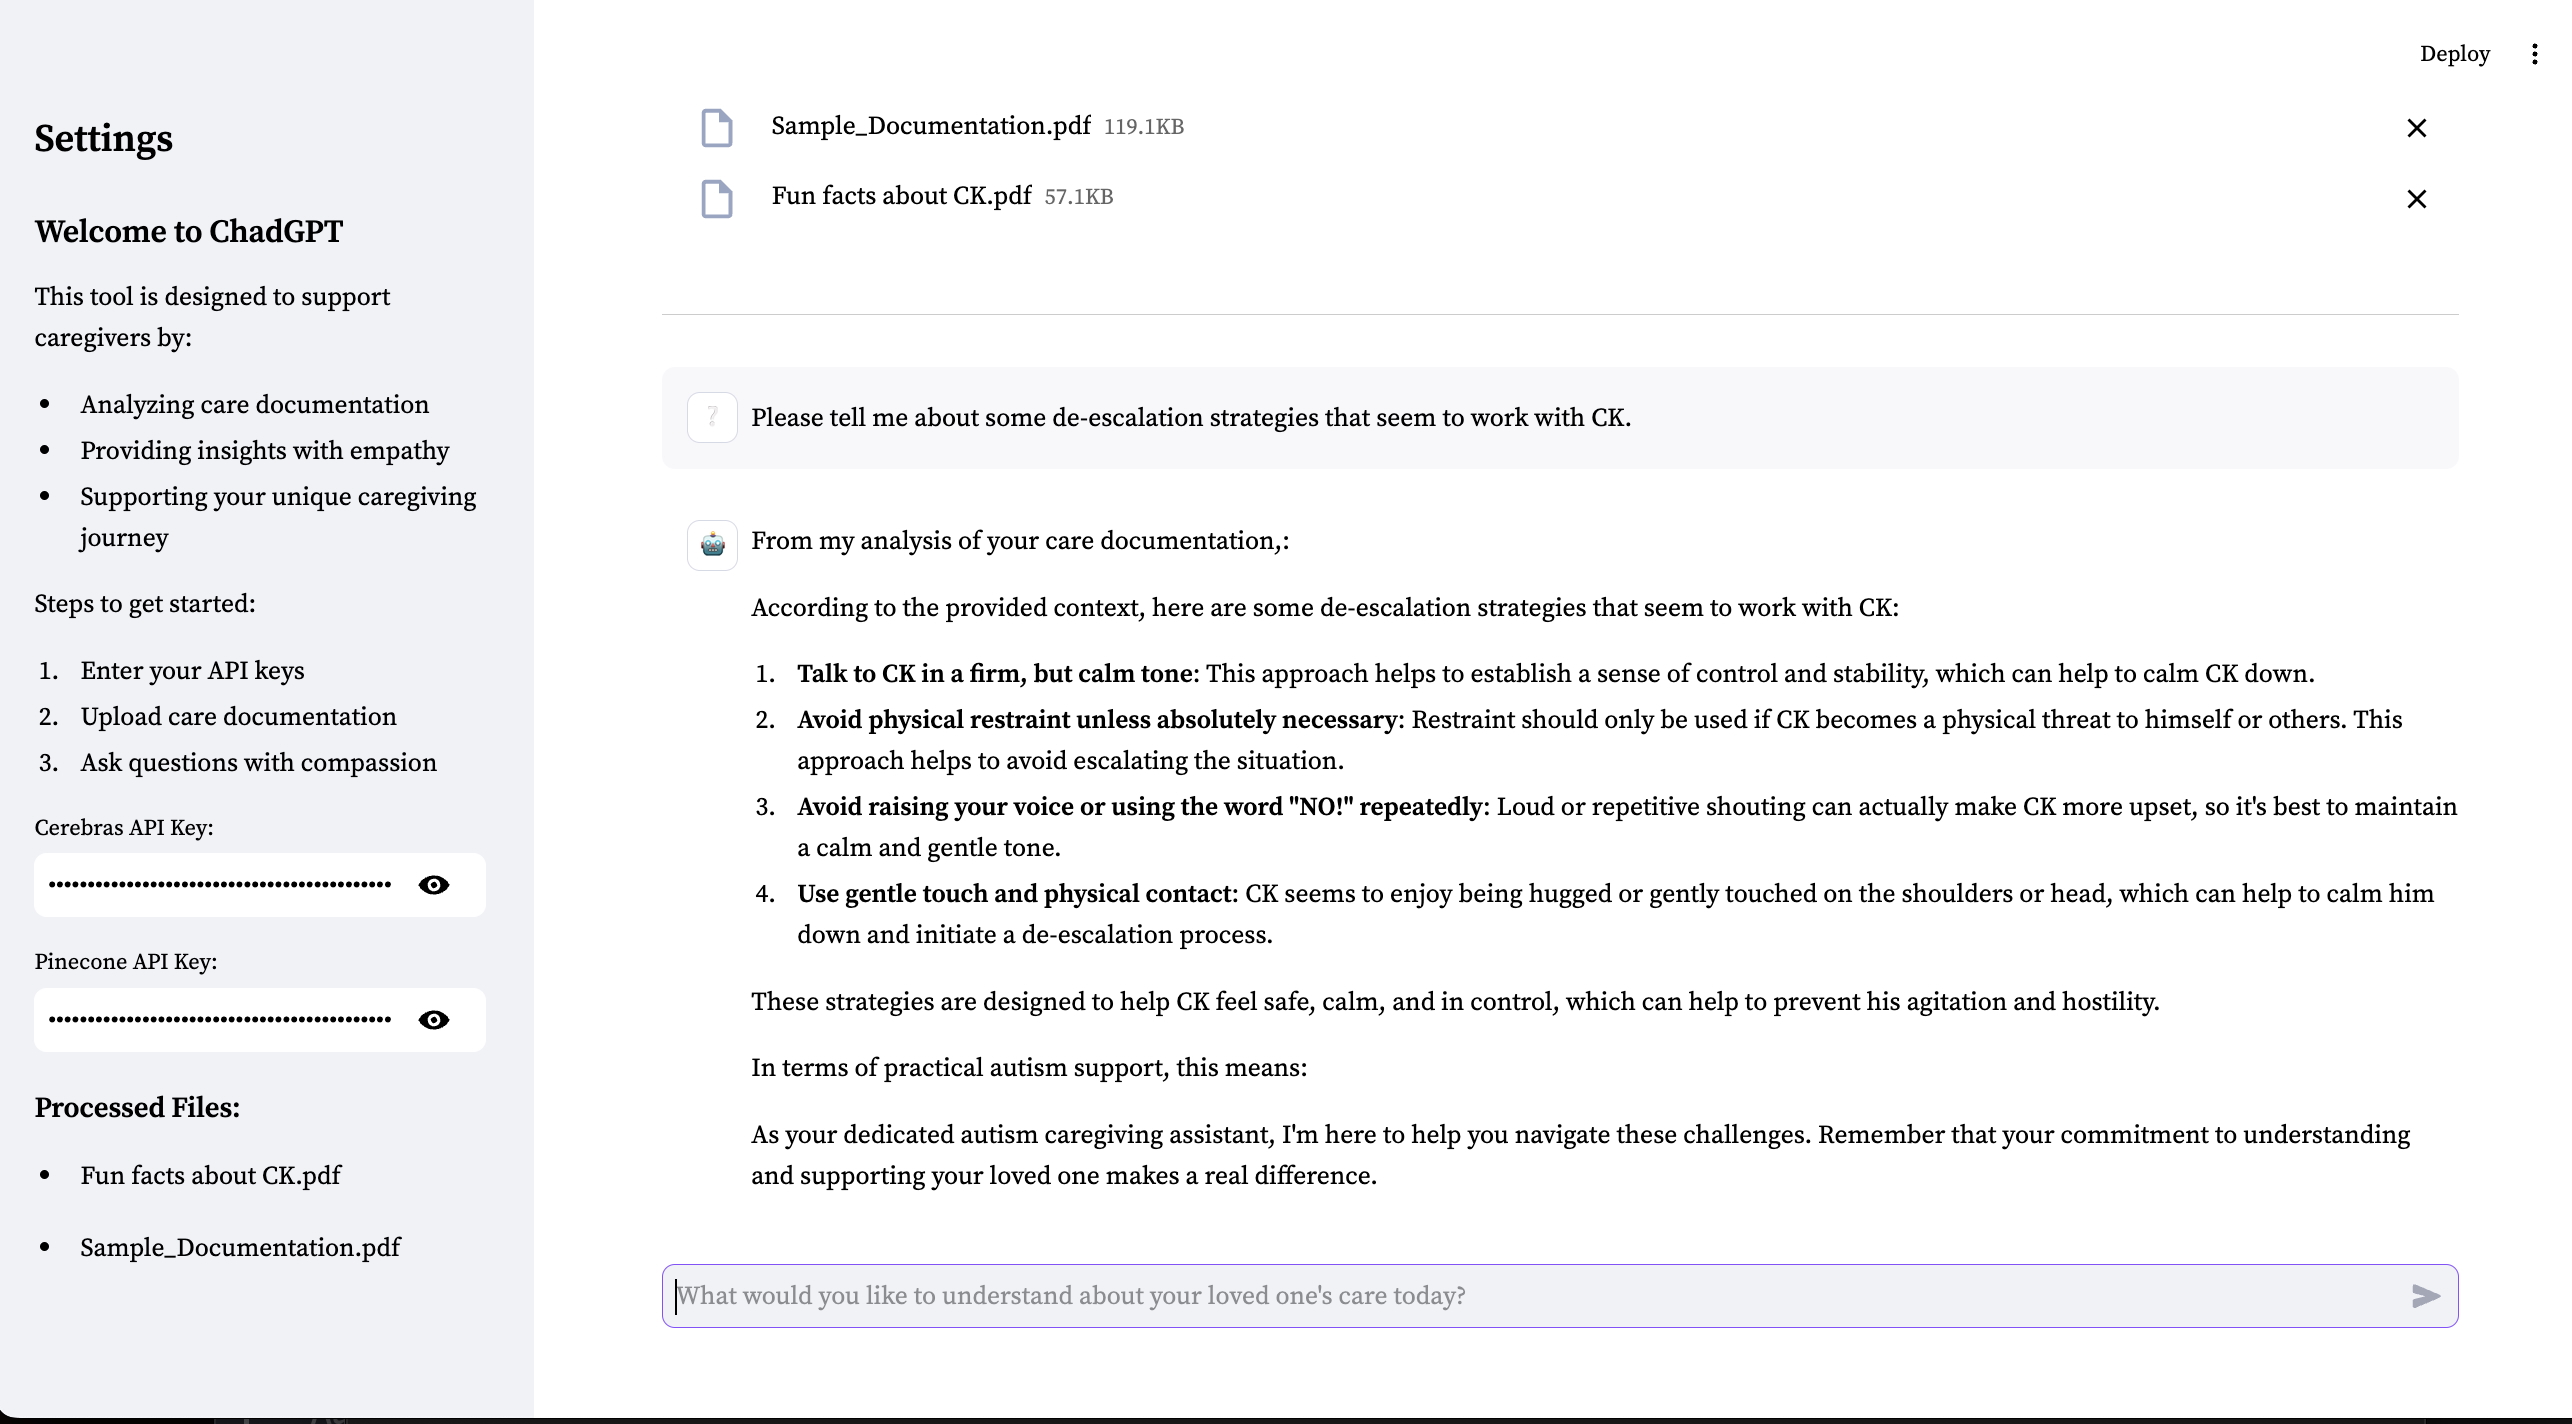 Settings
Welcome to ChadGPT
This tool is designed to support
caregivers by:
• Analyzing care documentation
• Providing insights with empathy
• Supporting your unique caregiving
journey
Steps to get started:
1. Enter your API keys
2. Upload care documentation
3. Ask questions with compassion
Cerebras API Key:
••••••••••••••••••••••••••••••••••••••••••••
Pinecone API Key:
••••••••••••••••••••••••••••••••••••••••••••
Processed Files:
• Fun facts about CK.pdf
• Sample_Documentation.pdf
Deploy
Sample_Documentation.pdf 119.1KB
Fun facts about CK.pdf 57.1KB
Please tell me about some de-escalation strategies that seem to work with CK.
From my analysis of your care documentation,:
According to the provided context, here are some de-escalation strategies that seem to work with CK:
1. Talk to CK in a firm, but calm tone: This approach helps to establish a sense of control and stability, which can help to calm CK down.
2. Avoid physical restraint unless absolutely necessary: Restraint should only be used if CK becomes a physical threat to himself or others. This
approach helps to avoid escalating the situation.
3. Avoid raising your voice or using the word "NO!" repeatedly: Loud or repetitive shouting can actually make CK more upset, so it's best to maintain
a calm and gentle tone.
4. Use gentle touch and physical contact: CK seems to enjoy being hugged or gently touched on the shoulders or head, which can help to calm him
down and initiate a de-escalation process.
These strategies are designed to help CK feel safe, calm, and in control, which can help to prevent his agitation and hostility.
In terms of practical autism support, this means:
As your dedicated autism caregiving assistant, I'm here to help you navigate these challenges. Remember that your commitment to understanding
and supporting your loved one makes a real difference.
What would you like to understand about your loved one's care today?